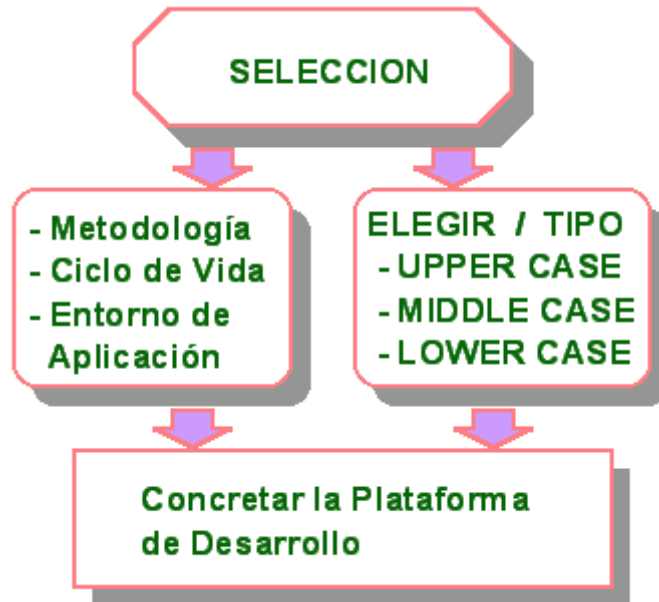 SELECCION
- Metodología
- Ciclo de Vida
- Entorno de
Aplicación
ELEGIR / TIPO
- UPPER CASE
- MIDDLE CASE
- LOWER CASE
Concretar la Plataforma
de Desarrollo